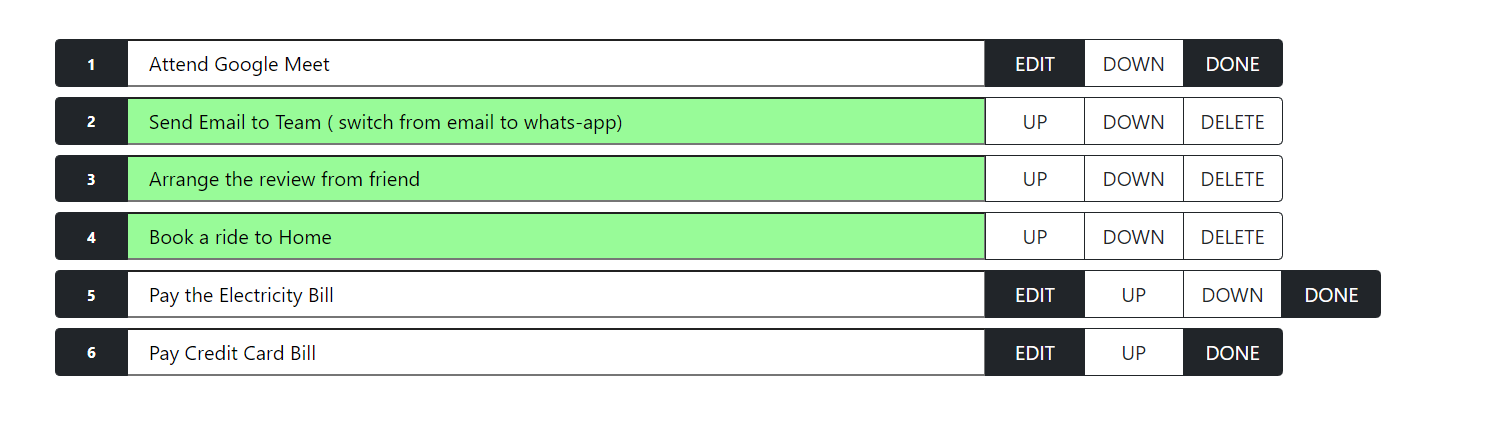 1 Attend Google Meet EDIT DOWN DONE
2 Send Email to Team ( switch from email to whats-app) UP DOWN DELETE
3 Arrange the review from friend UP DOWN DELETE
4 Book a ride to Home UP DOWN DELETE
5 Pay the Electricity Bill EDIT UP DOWN DONE
6 Pay Credit Card Bill EDIT UP DONE